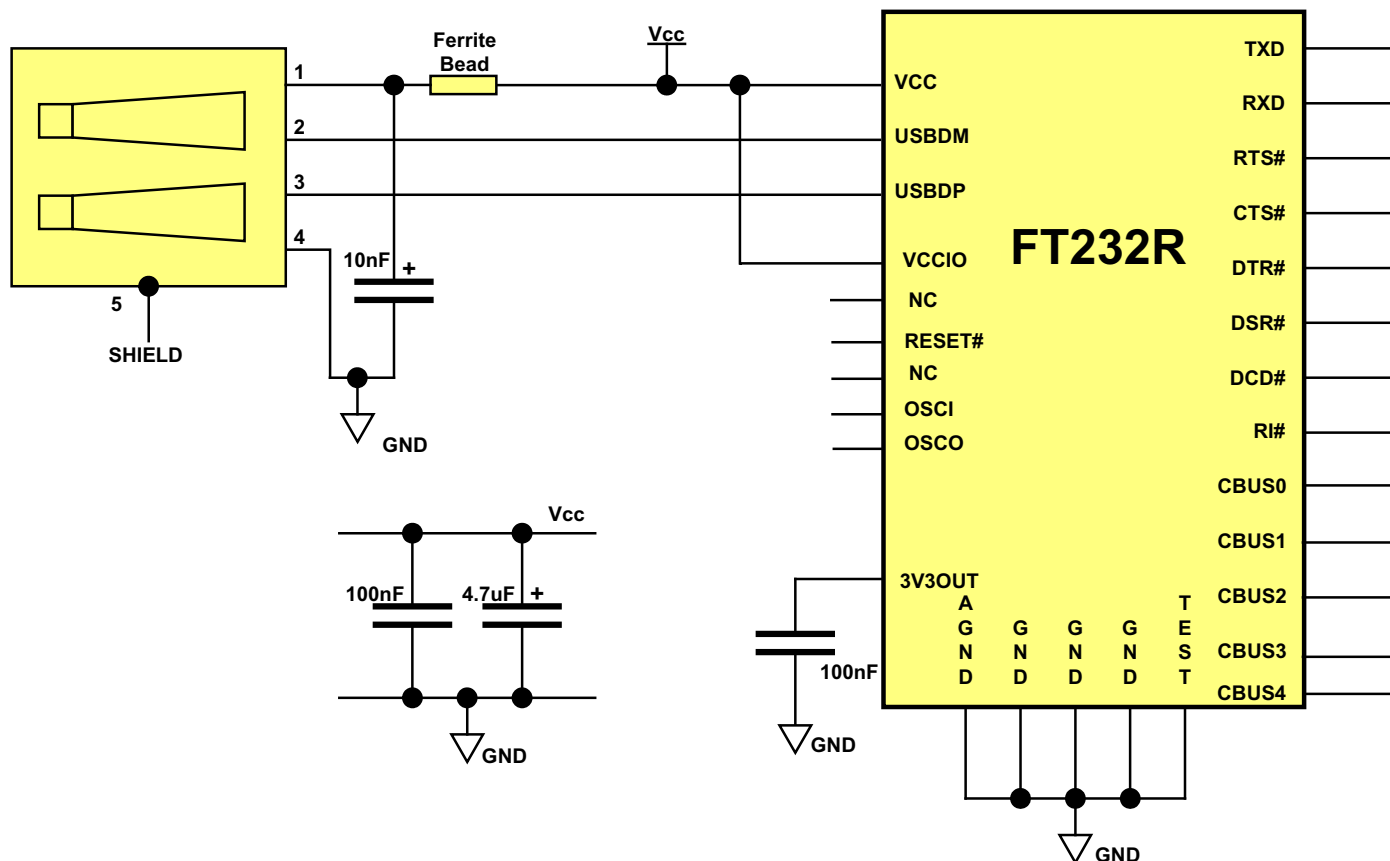 Ferrite
Bead
Vcc
1
2
3
4
5
SHIELD
10nF
+
GND
Vcc
100nF
4.7uF
+
GND
FT232R
VCC
USBDM
USBDP
VCCIO
NC
RESET#
NC
OSCI
OSCO
3V3OUT
100nF
GND
AGND
GND
GND
GND
TEST
GND
TXD
RXD
RTS#
CTS#
DTR#
DSR#
DCD#
RI#
CBUS0
CBUS1
CBUS2
CBUS3
CBUS4